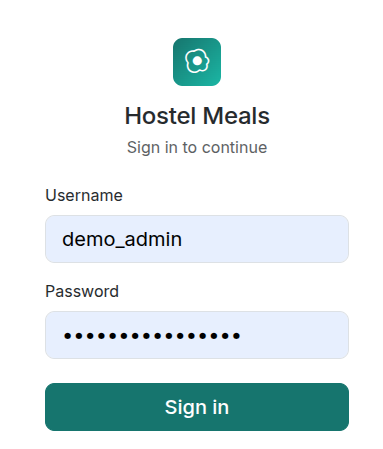 Hostel Meals
Sign in to continue
Username
demo_admin
Password
••••••••••••••••
Sign in